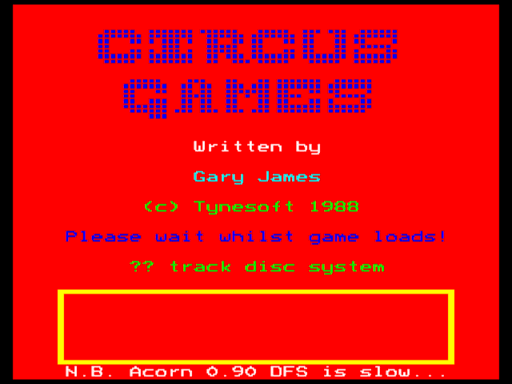 CIRCUS
GAMES
Written by
Gary James
(c) Tynesoft 1988
Please wait whilst game loads!
?? track disc system
N.B. Acorn 0.90 DFS is slow...